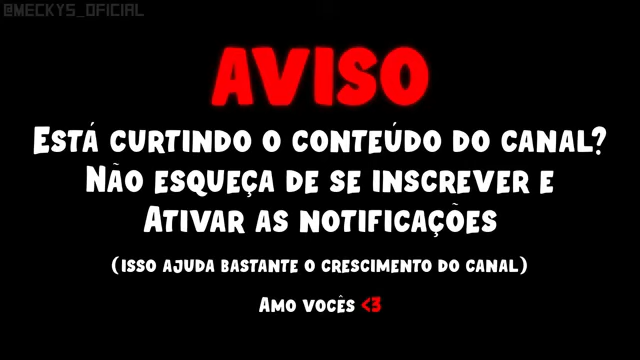 @MECKYS_OFICIAL
AVISO
ESTÁ CURTINDO O CONTEÚDO DO CANAL?
NÃO ESQUEÇA DE SE INSCREVER E
ATIVAR AS NOTIFICAÇÕES
(ISSO AJUDA BASTANTE O CRESCIMENTO DO CANAL)
AMO VOCÊS <3